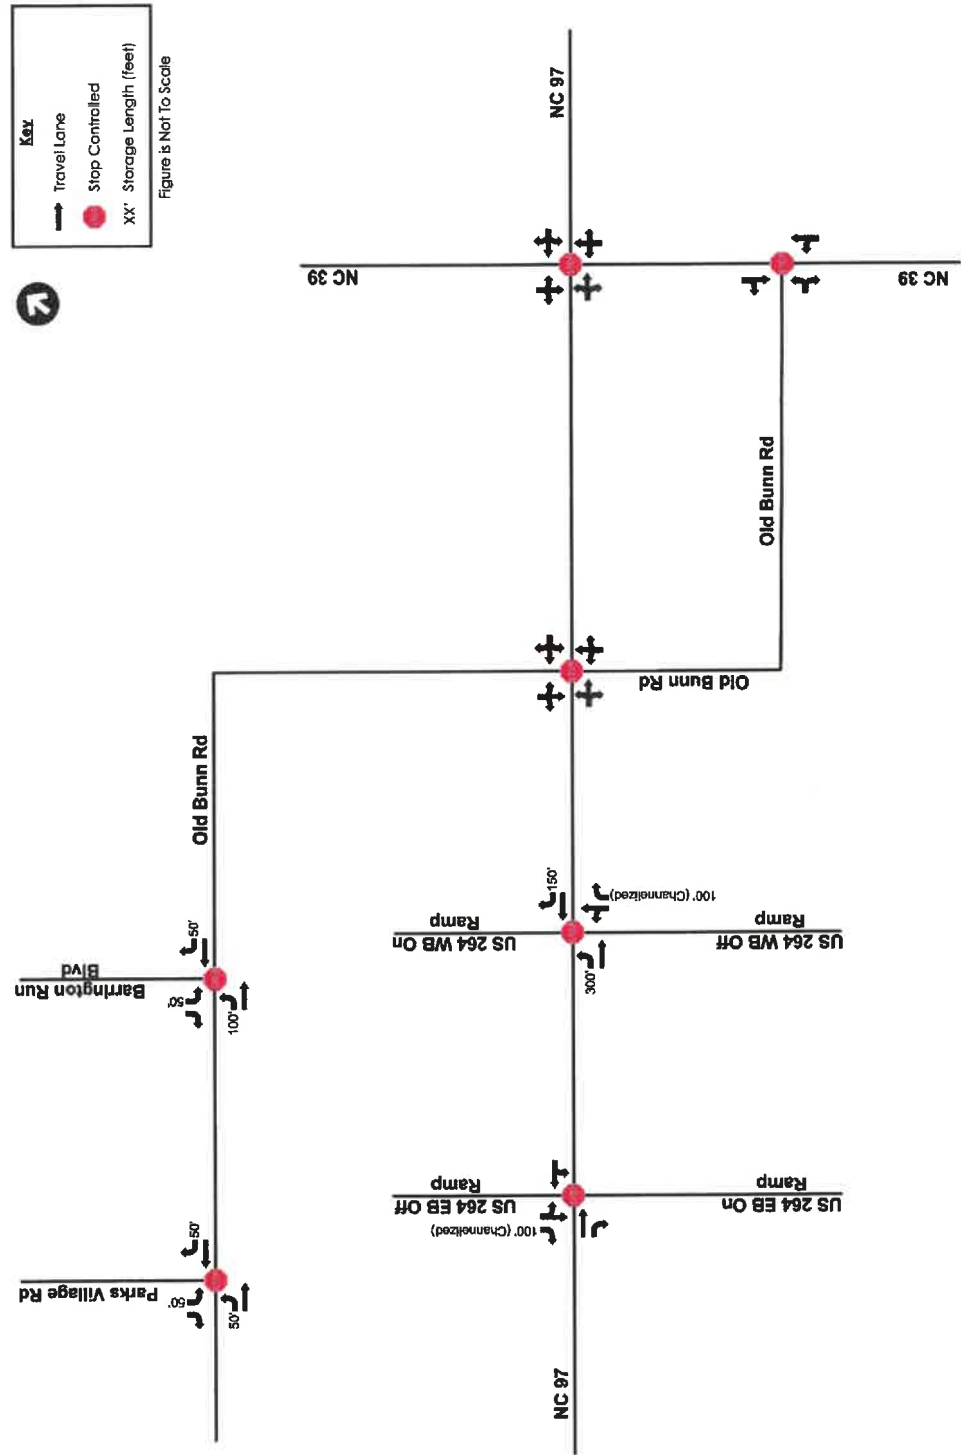 Key
Travel Lane
Stop Controlled
XX' Storage Length (feet)
Figure is Not To Scale
NC 97
NC 39
NC 39
Old Bunn Rd
Old Bunn Rd
Old Bunn Rd
Barrington Run
Blvd
50'
50'
100'
150'
300'
100' (Channelized)
US 264 WB On
Ramp
US 264 WB Off
Ramp
Parks Village Rd
50'
50'
50'
US 264 EB Off
Ramp
100' (Channelized)
US 264 EB On
Ramp
NC 97